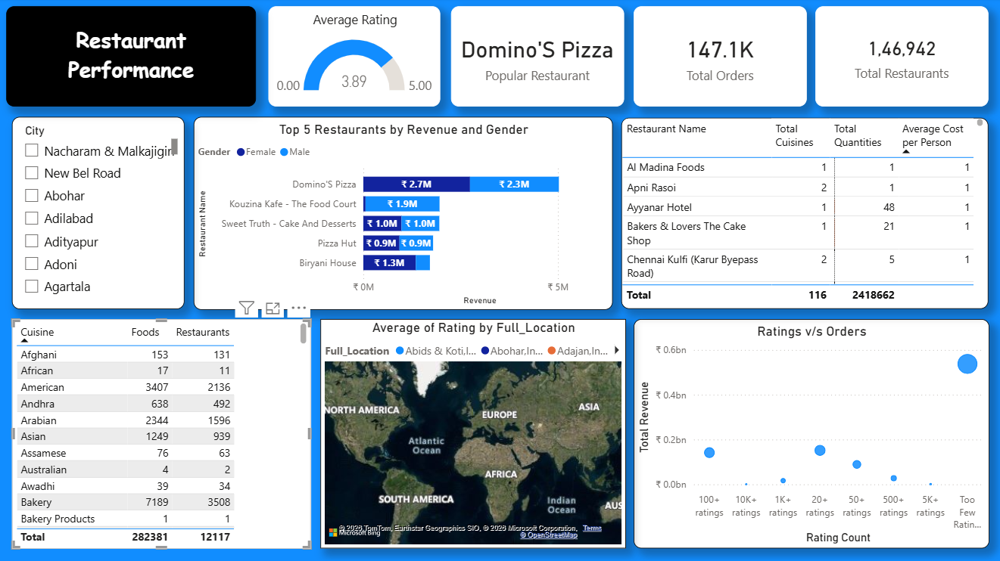 Restaurant
Performance
Average Rating
0.00
3.89
5.00
Domino'S Pizza
Popular Restaurant
147.1K
Total Orders
1,46,942
Total Restaurants
City
Nacharam & Malkajigiri
New Bel Road
Abohar
Adilabad
Adityapur
Adoni
Agartala
Top 5 Restaurants by Revenue and Gender
Gender Female Male
Restaurant Name
Domino'S Pizza ₹ 2.7M ₹ 2.3M
Kouzina Kafe - The Food Court ₹ 1.9M
Sweet Truth - Cake And Desserts ₹ 1.0M ₹ 1.0M
Pizza Hut ₹ 0.9M ₹ 0.9M
Biryani House ₹ 1.3M
₹ 0M ₹ 5M
Revenue
Restaurant Name Total Cuisines Total Quantities Average Cost per Person
Al Madina Foods 1 1 1
Apni Rasoi 2 1 1
Ayyanar Hotel 1 48 1
Bakers & Lovers The Cake Shop 1 21 1
Chennai Kulfi (Karur Byepass Road) 2 5 1
Total 116 2418662
Cuisine Foods Restaurants
Afghani 153 131
African 17 11
American 3407 2136
Andhra 638 492
Arabian 2344 1596
Asian 1249 939
Assamese 76 63
Australian 4 2
Awadhi 39 34
Bakery 7189 3508
Bakery Products 1 1
Total 282381 12117
Average of Rating by Full_Location
Full_Location Abids & Koti,I... Abohar,In... Adajan,In...
NORTH AMERICA
EUROPE
ASIA
Atlantic
Ocean
AFRICA
SOUTH AMERICA
Indian
Ocean
AUS
© 2026 TomTom, Earthstar Geographics SIO, © 2026 Microsoft Corporation, Terms
Microsoft Bing
© OpenStreetMap
Ratings v/s Orders
Total Revenue
₹ 0.6bn
₹ 0.4bn
₹ 0.2bn
₹ 0.0bn
100+ ratings
10K+ ratings
1K+ ratings
20+ ratings
50+ ratings
500+ ratings
5K+ ratings
Too Few Ratin...
Rating Count